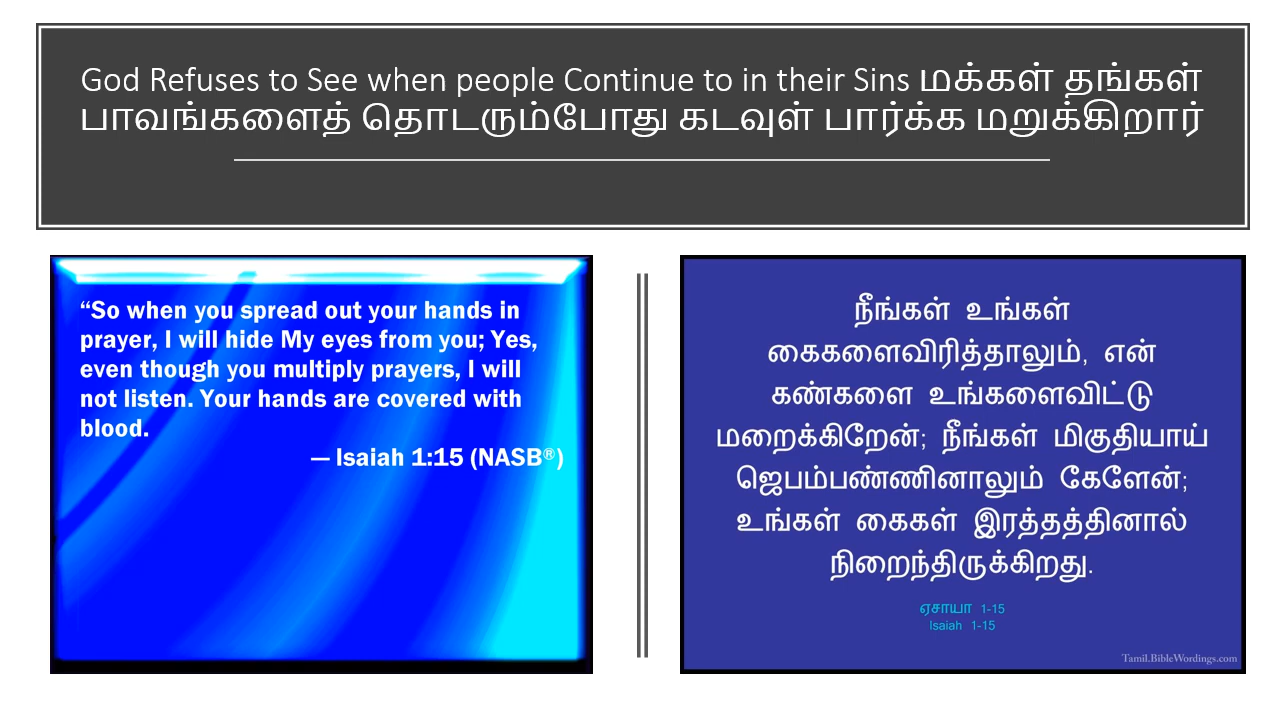 God Refuses to See when people Continue to in their Sins மக்கள் தங்கள்
பாவங்களைத் தொடரும்போது கடவுள் பார்க்க மறுக்கிறார்
“So when you spread out your hands in
prayer, I will hide My eyes from you; Yes,
even though you multiply prayers, I will
not listen. Your hands are covered with
blood.
— Isaiah 1:15 (NASB®)
நீங்கள் உங்கள்
கைகளைவிரித்தாலும், என்
கண்களை உங்களைவிட்டு
மறைக்கிறேன்; நீங்கள் மிகுதியாய்
ஜெபம்பண்ணினாலும் கேளேன்;
உங்கள் கைகள் இரத்தத்தினால்
நிறைந்திருக்கிறது.
ஏசாயா 1-15
Isaiah 1-15
Tamil.BibleWordings.com